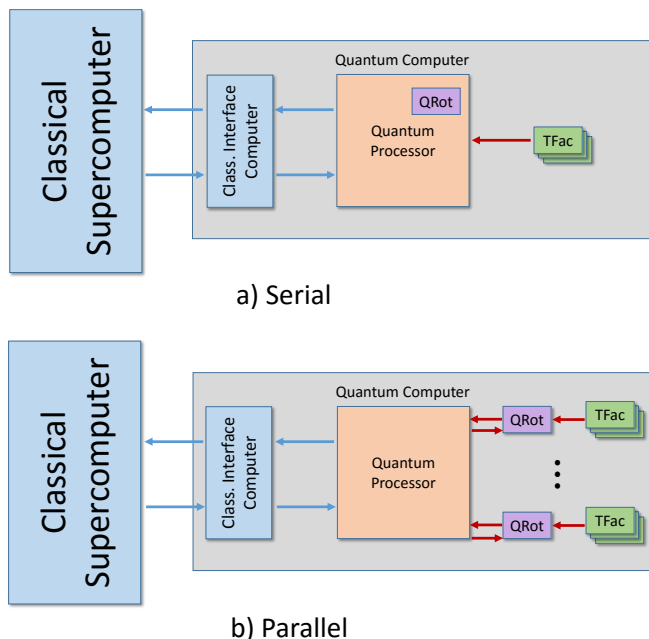 Classical
Supercomputer
Class. Interface
Computer
Quantum Computer
QRot
Quantum
Processor
TFac
a) Serial
Classical
Supercomputer
Class. Interface
Computer
Quantum Computer
Quantum
Processor
QRot
TFac
QRot
TFac
b) Parallel